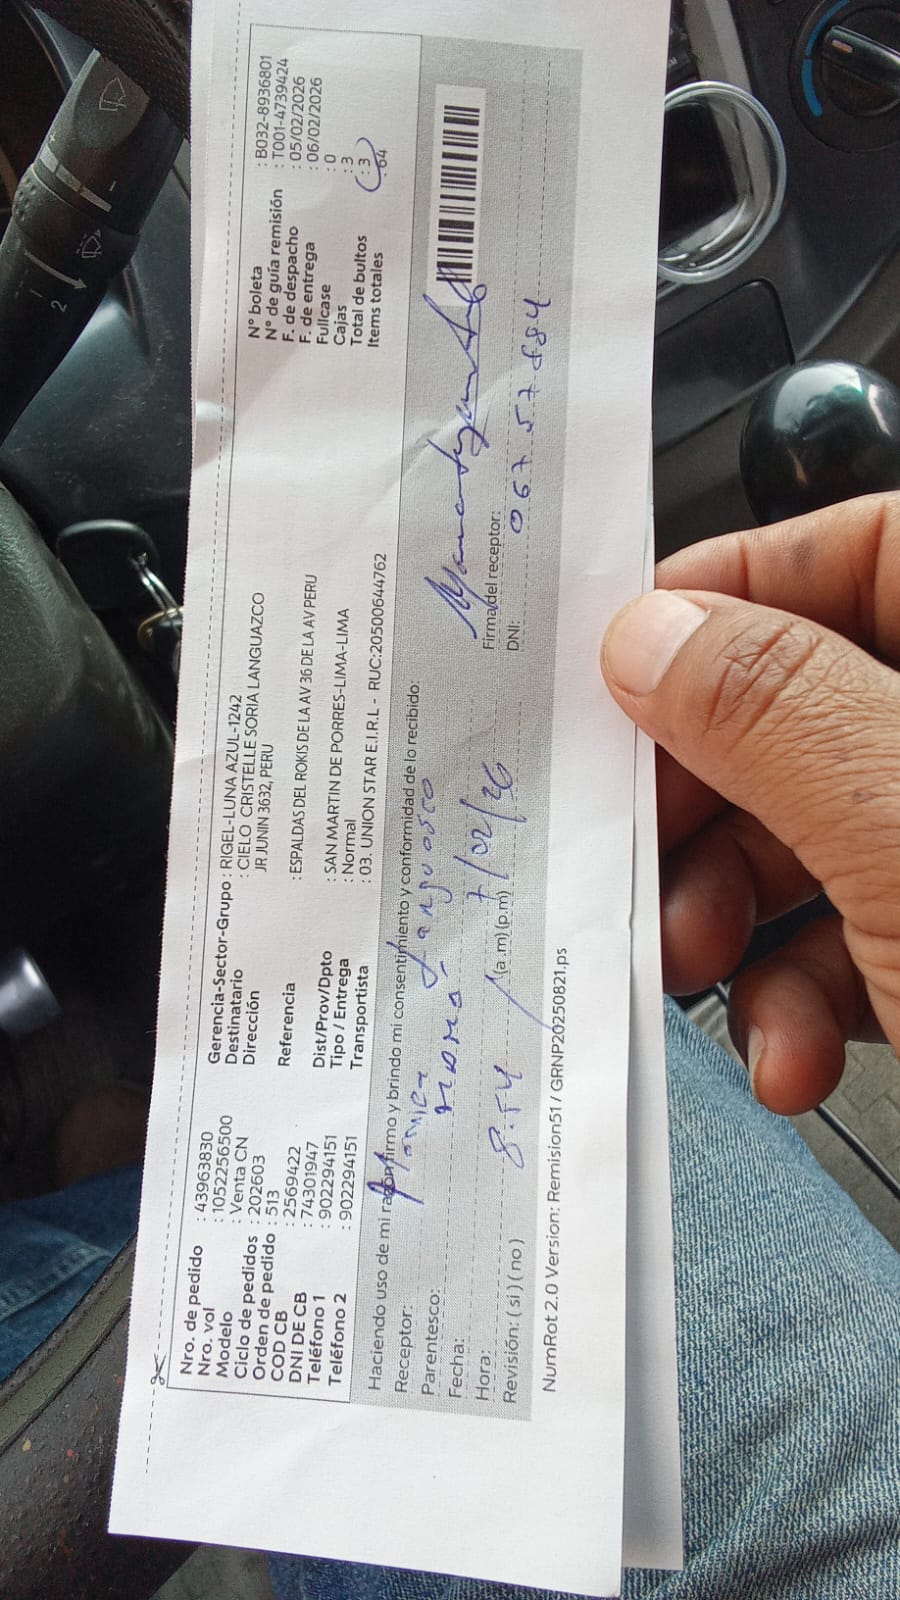 Nro. de pedido : 43963830
Nro. vol : 1052256500
Modelo : Venta CN
Ciclo de pedidos : 202603
Orden de pedido : 513
COD CB : 2569422
DNI DE CB : 74301947
Teléfono 1 : 902294151
Teléfono 2 : 902294151
Gerencia-Sector-Grupo : RIGEL-LUNA AZUL-1242
Destinatario : CIELO CRISTELLE SORIA LANGUAZCO
Dirección JR JUNIN 3632, PERU
Referencia : ESPALDAS DEL ROKIS DE LA AV 36 DE LA AV PERU
Dist/Prov/Dpto : SAN MARTIN DE PORRES-LIMA-LIMA
Tipo / Entrega : Normal
Transportista : 03. UNION STAR E.I.R.L - RUC:20500644762
N° boleta : B032-8936801
N° de guía remisión : T001-4739424
F. de despacho : 05/02/2026
F. de entrega : 06/02/2026
Fullcase : 0
Cajas : 3
Total de bultos : 3
Items totales 64
Haciendo uso de mi razón firmo y brindo mi consentimiento y conformidad de lo recibido:
Receptor: Languosco
Parentesco: mama
Fecha: 7/02/26
Hora: 8:54 (a.m) (p.m)
Revisión: ( si ) ( no )
Firma del receptor:
DNI: 06757884
NumRot 2.0 Version: Remision51 / GRNP20250821.ps
2